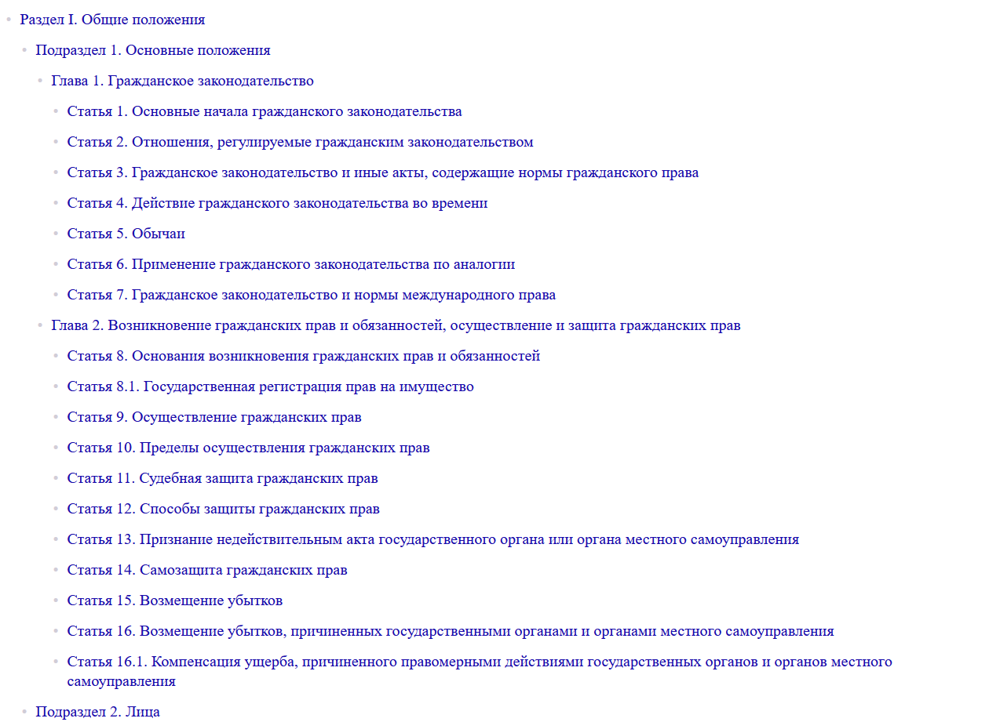 Раздел I. Общие положения
Подраздел 1. Основные положения
Глава 1. Гражданское законодательство
Статья 1. Основные начала гражданского законодательства
Статья 2. Отношения, регулируемые гражданским законодательством
Статья 3. Гражданское законодательство и иные акты, содержащие нормы гражданского права
Статья 4. Действие гражданского законодательства во времени
Статья 5. Обычаи
Статья 6. Применение гражданского законодательства по аналогии
Статья 7. Гражданское законодательство и нормы международного права
Глава 2. Возникновение гражданских прав и обязанностей, осуществление и защита гражданских прав
Статья 8. Основания возникновения гражданских прав и обязанностей
Статья 8.1. Государственная регистрация прав на имущество
Статья 9. Осуществление гражданских прав
Статья 10. Пределы осуществления гражданских прав
Статья 11. Судебная защита гражданских прав
Статья 12. Способы защиты гражданских прав
Статья 13. Признание недействительным акта государственного органа или органа местного самоуправления
Статья 14. Самозащита гражданских прав
Статья 15. Возмещение убытков
Статья 16. Возмещение убытков, причиненных государственными органами и органами местного самоуправления
Статья 16.1. Компенсация ущерба, причиненного правомерными действиями государственных органов и органов местного
самоуправления
Подраздел 2. Лица